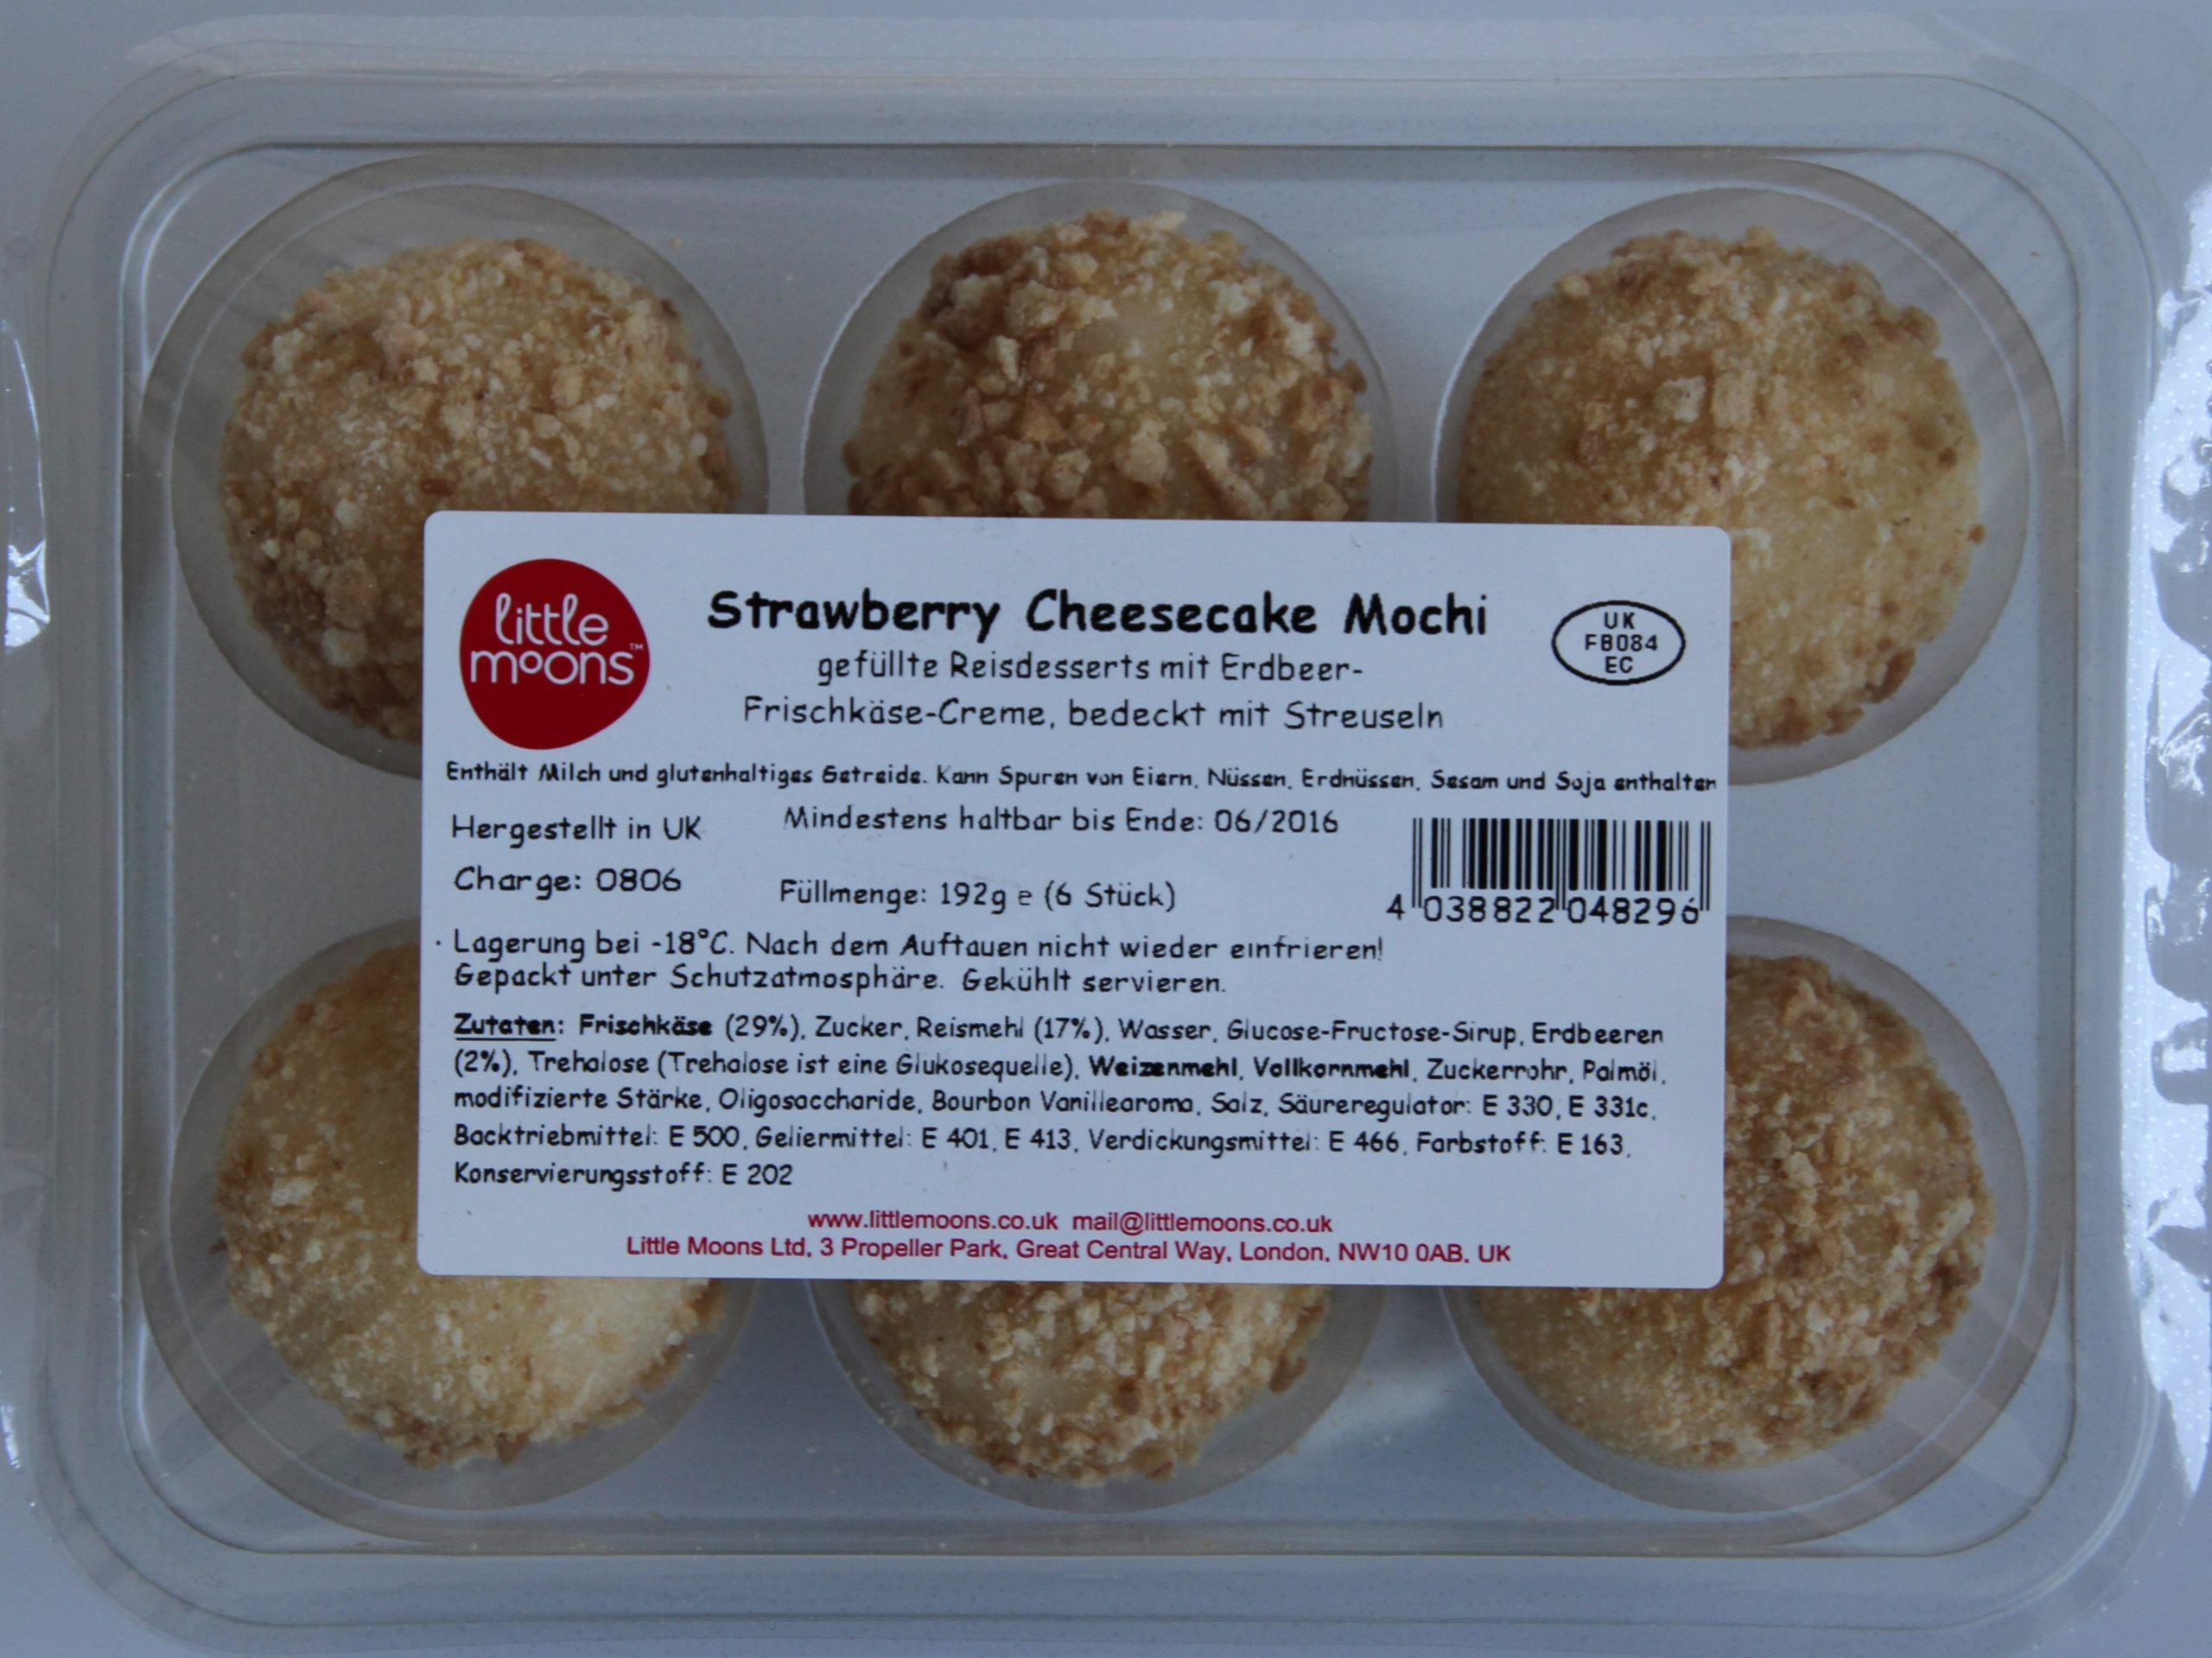 little
moons™
Strawberry Cheesecake Mochi
gefüllte Reisdesserts mit Erdbeer-
Frischkäse-Creme, bedeckt mit Streuseln
UK
FB084
EC
Enthält Milch und glutenhaltiges Getreide. Kann Spuren von Eiern, Nüssen, Erdnüssen, Sesam und Soja enthalten
Hergestellt in UK
Mindestens haltbar bis Ende: 06/2016
Charge: 0806
Füllmenge: 192g e (6 Stück)
4 038822 048296
· Lagerung bei -18°C. Nach dem Auftauen nicht wieder einfrieren!
Gepackt unter Schutzatmosphäre. Gekühlt servieren.
Zutaten: Frischkäse (29%), Zucker, Reismehl (17%), Wasser, Glucose-Fructose-Sirup, Erdbeeren
(2%), Trehalose (Trehalose ist eine Glukosequelle), Weizenmehl, Vollkornmehl, Zuckerrohr, Palmöl,
modifizierte Stärke, Oligosaccharide, Bourbon Vanillearoma, Salz, Säureregulator: E 330, E 331c,
Backtriebmittel: E 500, Geliermittel: E 401, E 413, Verdickungsmittel: E 466, Farbstoff: E 163,
Konservierungsstoff: E 202
www.littlemoons.co.uk mail@littlemoons.co.uk
Little Moons Ltd, 3 Propeller Park, Great Central Way, London, NW10 0AB, UK